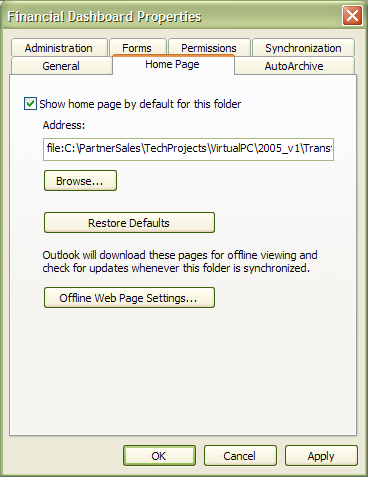 Financial Dashboard Properties
Administration Forms Permissions Synchronization
General Home Page AutoArchive
Show home page by default for this folder
Address:
file:C:\PartnerSales\TechProjects\VirtualPC\2005_v1\Transf
Browse...
Restore Defaults
Outlook will download these pages for offline viewing and
check for updates whenever this folder is synchronized.
Offline Web Page Settings...
OK Cancel Apply